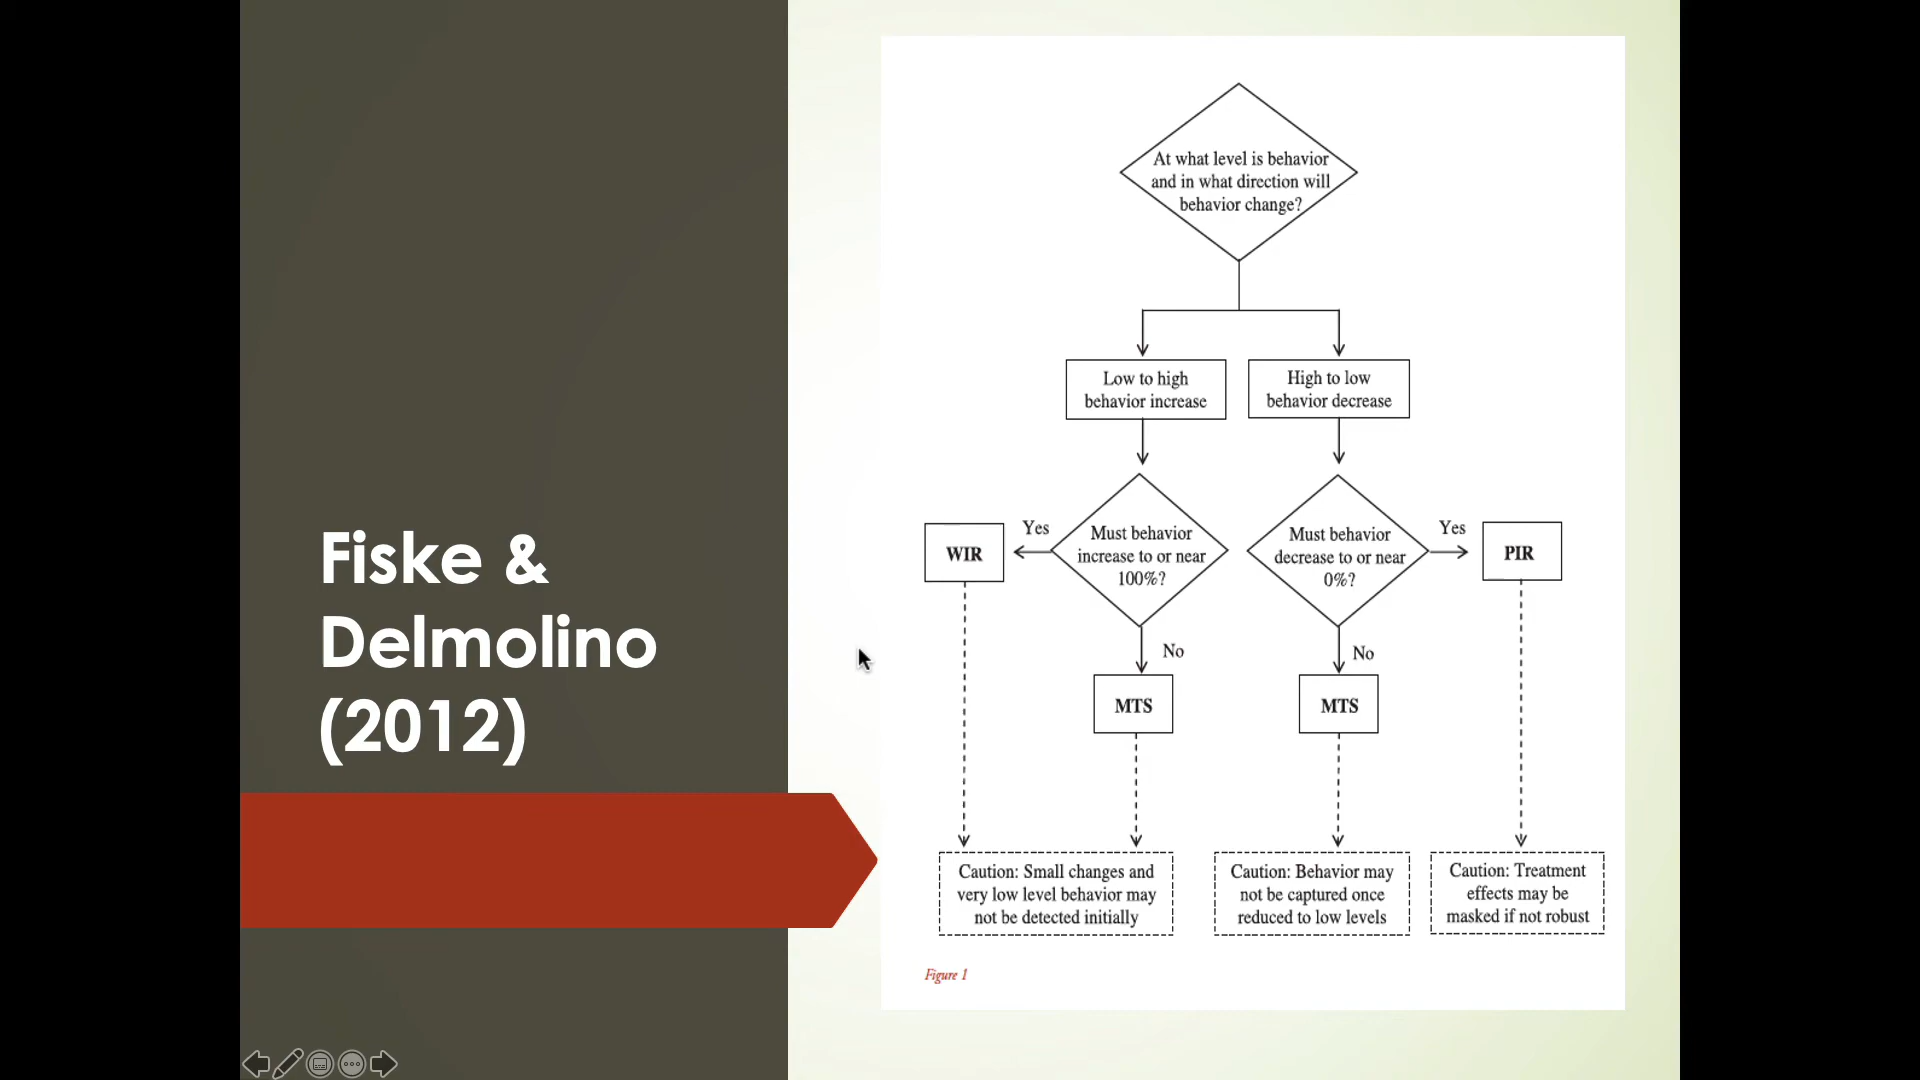 Fiske &
Delmolino
(2012)
At what level is behavior
and in what direction will
behavior change?
Low to high
behavior increase
High to low
behavior decrease
WIR
Yes
Must behavior
increase to or near
100%?
Must behavior
decrease to or near
0%?
Yes
PIR
No
No
MTS
MTS
Caution: Small changes and
very low level behavior may
not be detected initially
Caution: Behavior may
not be captured once
reduced to low levels
Caution: Treatment
effects may be
masked if not robust
Figure 1